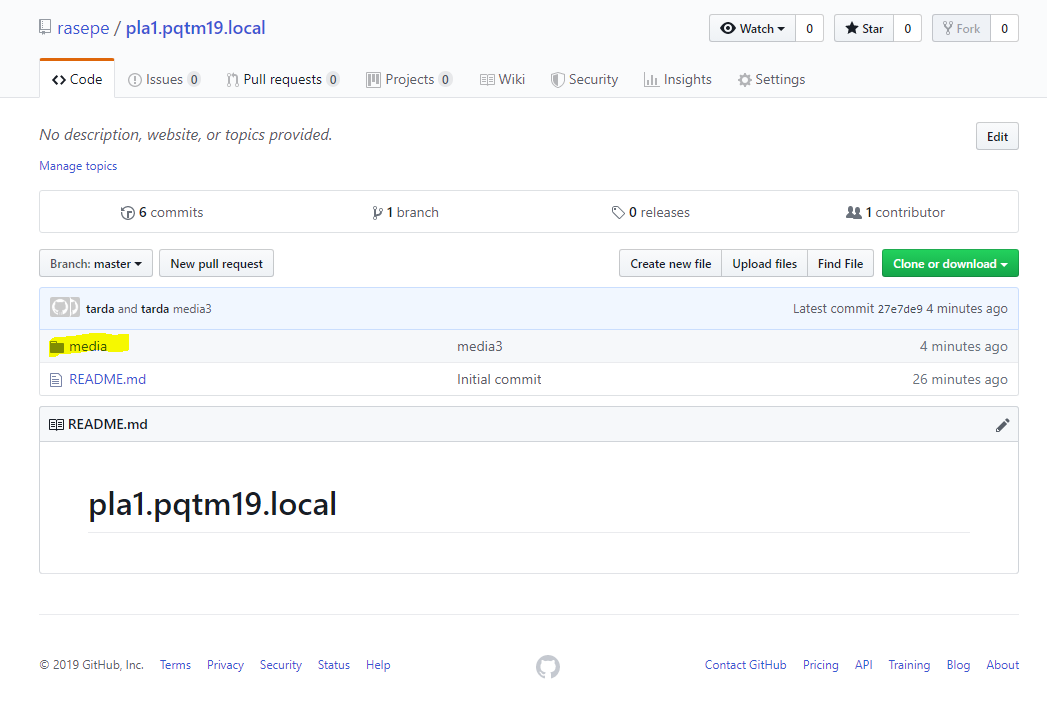 rasepe / pla1.pqtm19.local
Watch 0 Star 0 Fork 0
Code Issues 0 Pull requests 0 Projects 0 Wiki Security Insights Settings
No description, website, or topics provided.
Edit
Manage topics
6 commits 1 branch 0 releases 1 contributor
Branch: master New pull request Create new file Upload files Find File Clone or download
tarda and tarda media3 Latest commit 27e7de9 4 minutes ago
media media3 4 minutes ago
README.md Initial commit 26 minutes ago
README.md
pla1.pqtm19.local
© 2019 GitHub, Inc. Terms Privacy Security Status Help Contact GitHub Pricing API Training Blog About